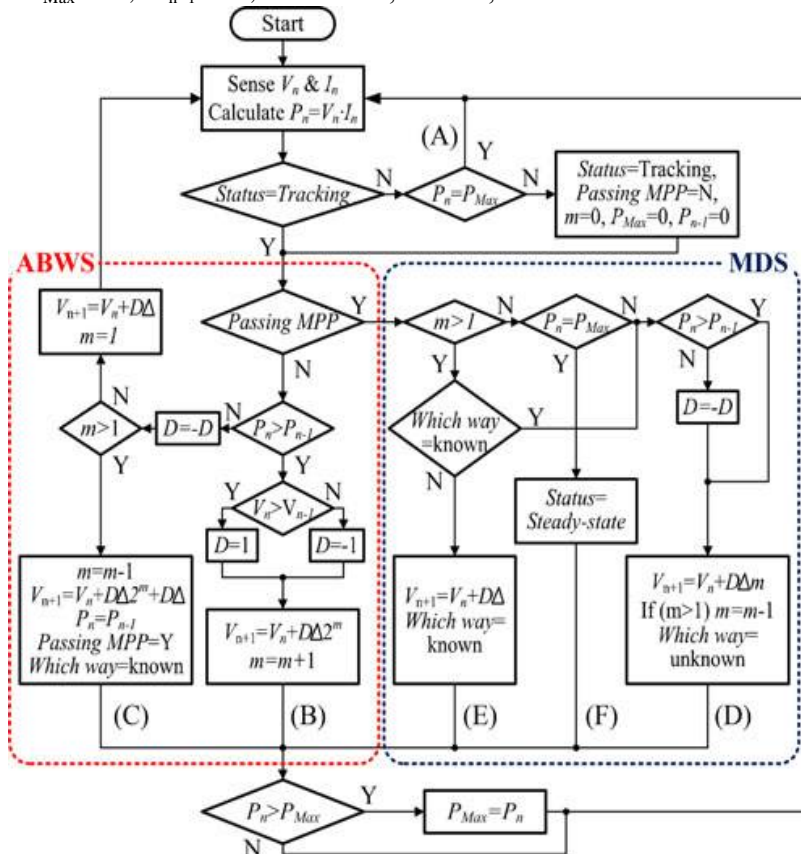 Start
Sense Vn & In
Calculate Pn=Vn·In
(A)
Y
Status=Tracking
N
Pn=PMax
N
Status=Tracking,
Passing MPP=N,
m=0, PMax=0, Pn-1=0
Y
ABWS
MDS
Vn+1=Vn+DΔ
m=1
Passing MPP
Y
m>1
N
Pn=PMax
N
Pn>Pn-1
Y
N
N
m>1
D=-D
N
Pn>Pn-1
Y
Y
Y
N
D=-D
Which way
=known
Y
Y
Vn>Vn-1
N
D=1
D=-1
N
Status=
Steady-state
m=m-1
Vn+1=Vn+DΔ2^m+DΔ
Pn=Pn-1
Passing MPP=Y
Which way=known
Vn+1=Vn+DΔ2^m
m=m+1
Vn+1=Vn+DΔ
Which way=
known
Vn+1=Vn+DΔm
If (m>1) m=m-1
Which way=
unknown
(C)
(B)
(E)
(F)
(D)
Pn>PMax
Y
PMax=Pn
N